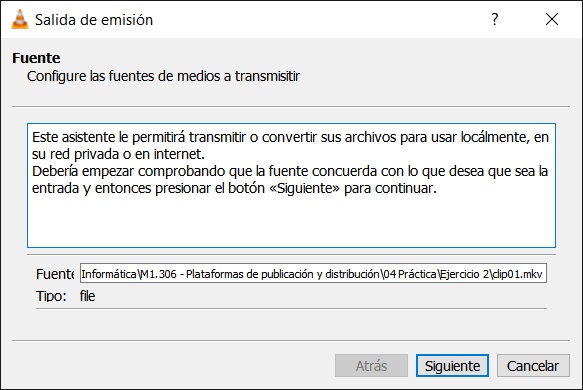 Salida de emisión
Fuente
Configure las fuentes de medios a transmisitir
Este asistente le permitirá transmitir o convertir sus archivos para usar locálmente, en
su red privada o en internet.
Debería empezar comprobando que la fuente concuerda con lo que desea que sea la
entrada y entonces presionar el botón «Siguiente» para continuar.
Fuente Informática\M1.306 - Plataformas de publicación y distribución\04 Práctica\Ejercicio 2\clip01.mkv
Tipo: file
Atrás Siguiente Cancelar